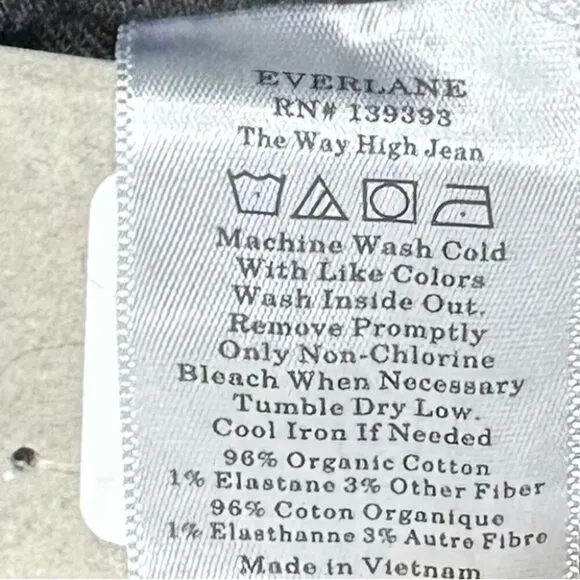 EVERLANE
RN# 139393
The Way High Jean
Machine Wash Cold
With Like Colors
Wash Inside Out.
Remove Promptly
Only Non-Chlorine
Bleach When Necessary
Tumble Dry Low.
Cool Iron If Needed
96% Organic Cotton
1% Elastane 3% Other Fiber
96% Coton Organique
1% Elasthanne 3% Autre Fibre
Made in Vietnam